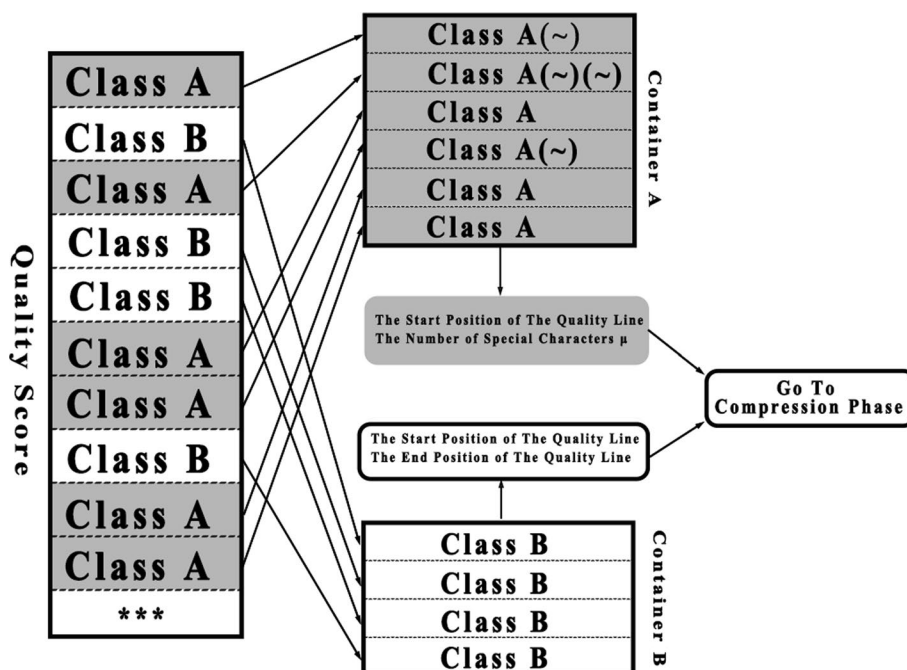 Quality Score
Class A
Class B
Class A
Class B
Class B
Class A
Class A
Class B
Class A
Class A
***
Class A(~)
Class A(~)(~)
Class A
Class A(~)
Class A
Class A
Container A
The Start Position of The Quality Line
The Number of Special Characters μ
Go To
Compression Phase
The Start Position of The Quality Line
The End Position of The Quality Line
Class B
Class B
Class B
Class B
Container B